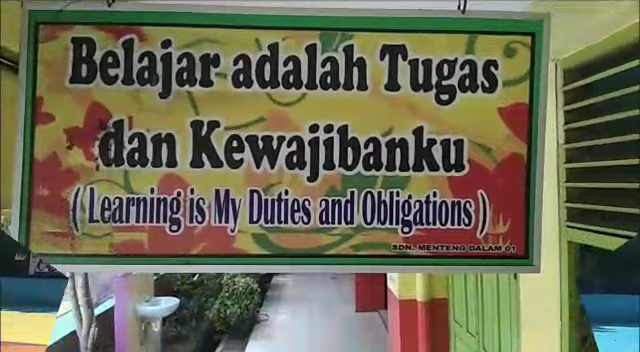 Belajar adalah Tugas
dan Kewajibanku
( Learning is My Duties and Obligations )
SDN. MENTENG DALAM 01